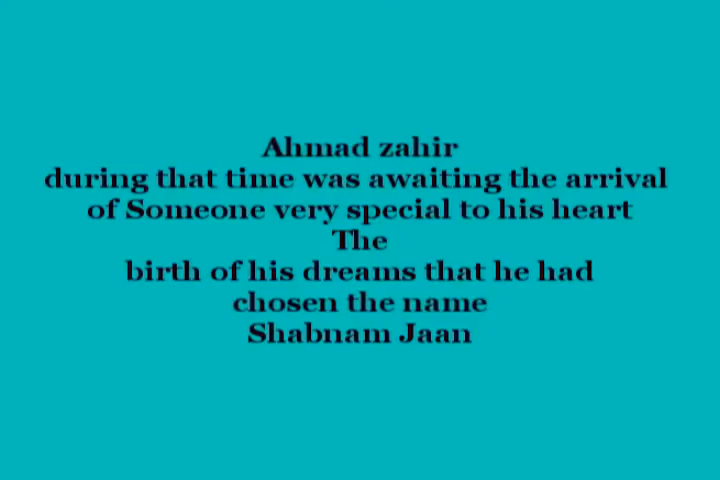 Ahmad zahir
during that time was awaiting the arrival
of Someone very special to his heart
The
birth of his dreams that he had
chosen the name
Shabnam Jaan